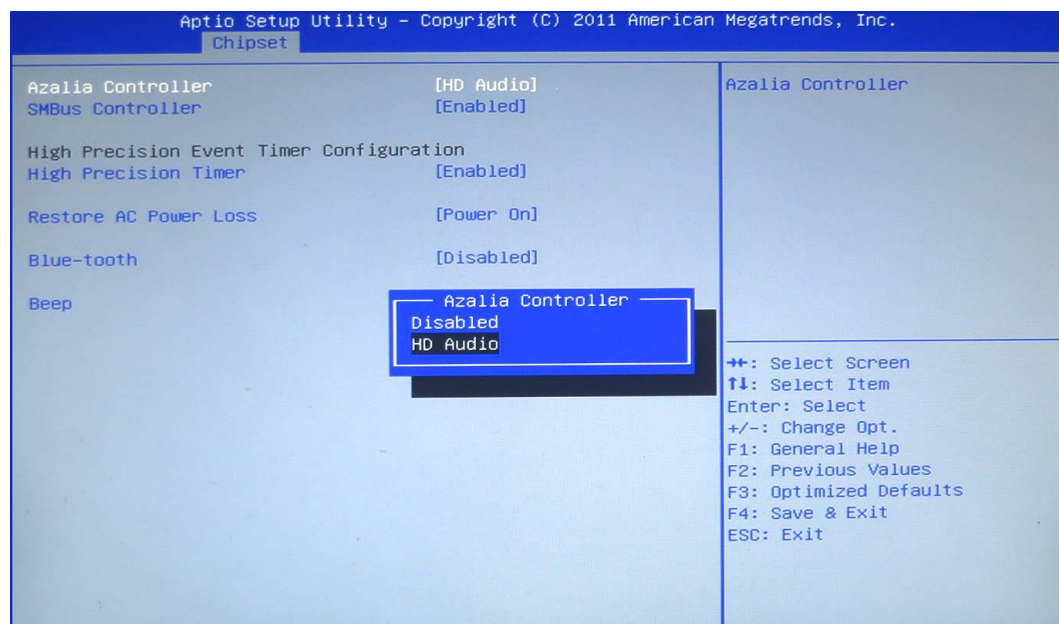 Aptio Setup Utility – Copyright (C) 2011 American Megatrends, Inc.
Chipset
Azalia Controller [HD Audio]
SMBus Controller [Enabled]
High Precision Event Timer Configuration
High Precision Timer [Enabled]
Restore AC Power Loss [Power On]
Blue-tooth [Disabled]
Beep
Azalia Controller
Disabled
HD Audio
Azalia Controller
→←: Select Screen
↑↓: Select Item
Enter: Select
+/-: Change Opt.
F1: General Help
F2: Previous Values
F3: Optimized Defaults
F4: Save & Exit
ESC: Exit